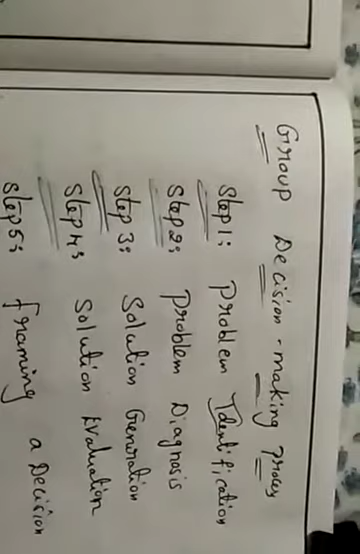 Group Decision-making Process
Step 1: Problem Identification
Step 2: Problem Diagnosis
Step 3: Solution Generation
Step 4: Solution Evaluation
Step 5: Framing a Decision